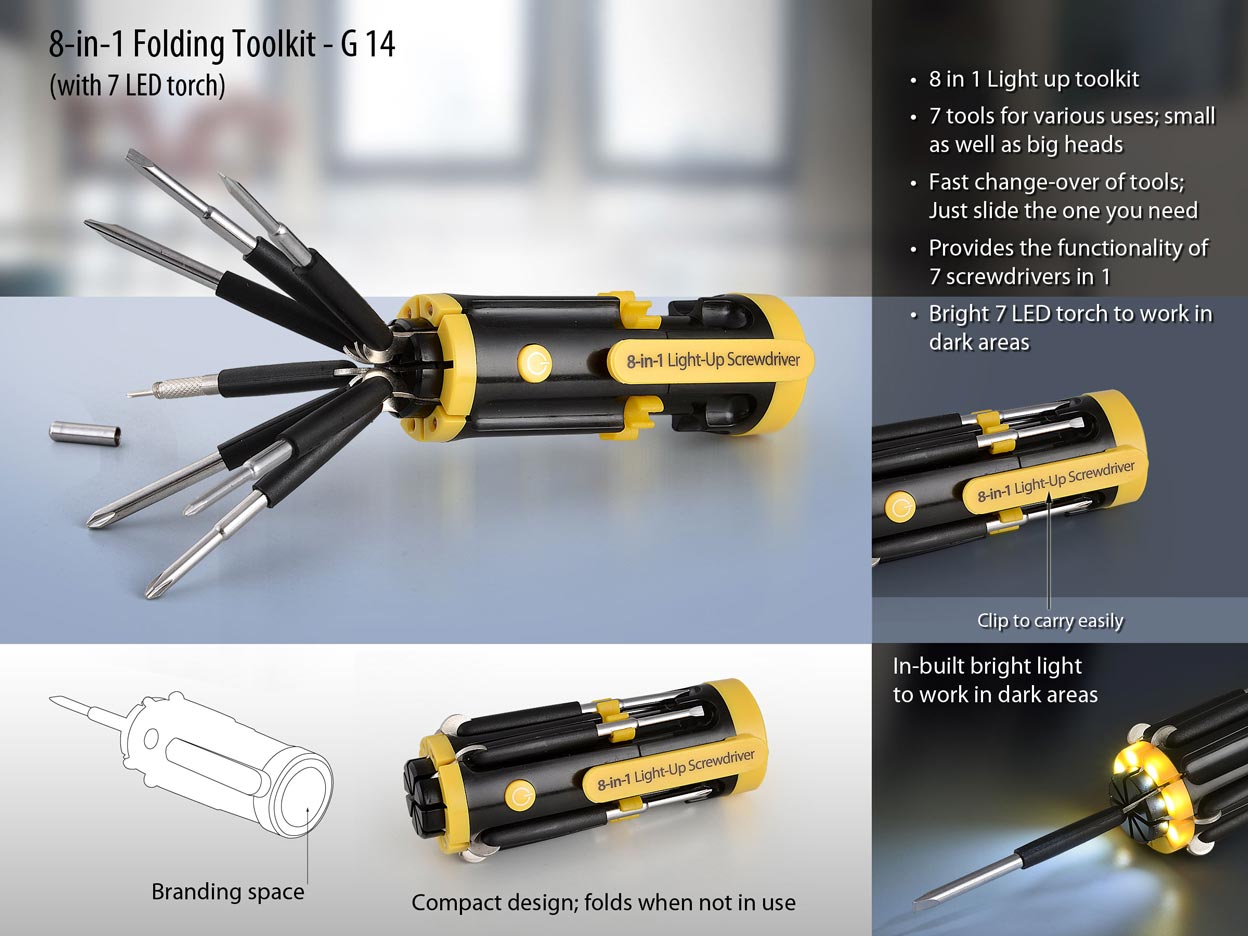 8-in-1 Folding Toolkit - G 14
(with 7 LED torch)
• 8 in 1 Light up toolkit
• 7 tools for various uses; small
as well as big heads
• Fast change-over of tools;
Just slide the one you need
• Provides the functionality of
7 screwdrivers in 1
• Bright 7 LED torch to work in
dark areas
8-in-1 Light-Up Screwdriver
8-in-1 Light-Up Screwdriver
Clip to carry easily
In-built bright light
to work in dark areas
8-in-1 Light-Up Screwdriver
Branding space
Compact design; folds when not in use